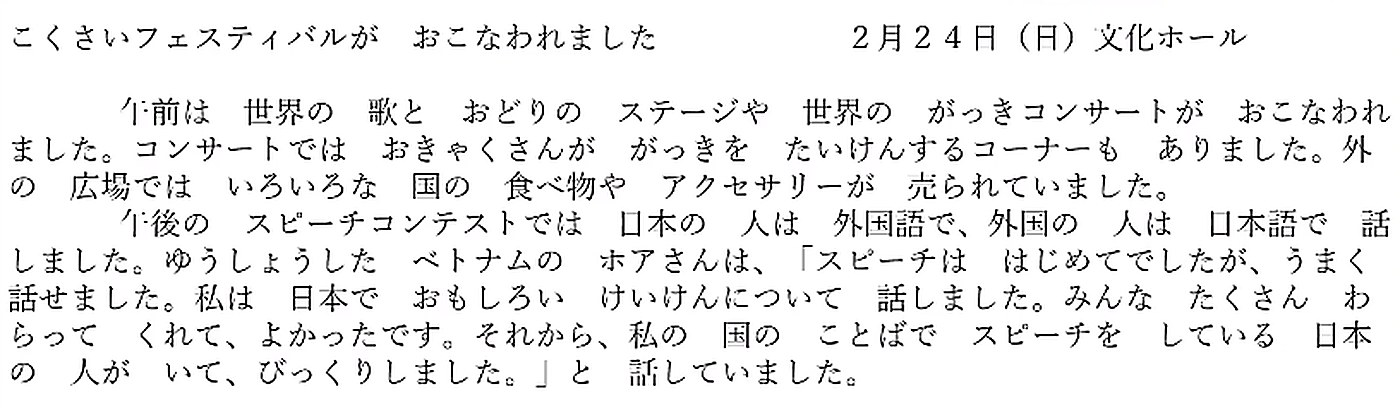 こくさいフェスティバルが　おこなわれました　　　　　　２月２４日（日）文化ホール
午前は　世界の　歌と　おどりの　ステージや　世界の　がっきコンサートが　おこなわれ
ました。コンサートでは　おきゃくさんが　がっきを　たいけんするコーナーも　ありました。外
の　広場では　いろいろな　国の　食べ物や　アクセサリーが　売られていました。
午後の　スピーチコンテストでは　日本の　人は　外国語で、外国の　人は　日本語で　話
しました。ゆうしょうした　ベトナムの　ホアさんは、「スピーチは　はじめてでしたが、うまく
話せました。私は　日本で　おもしろい　けいけんについて　話しました。みんな　たくさん　わ
らって　くれて、よかったです。それから、私の　国の　ことばで　スピーチを　している　日本
の　人が　いて、びっくりしました。」と　話していました。